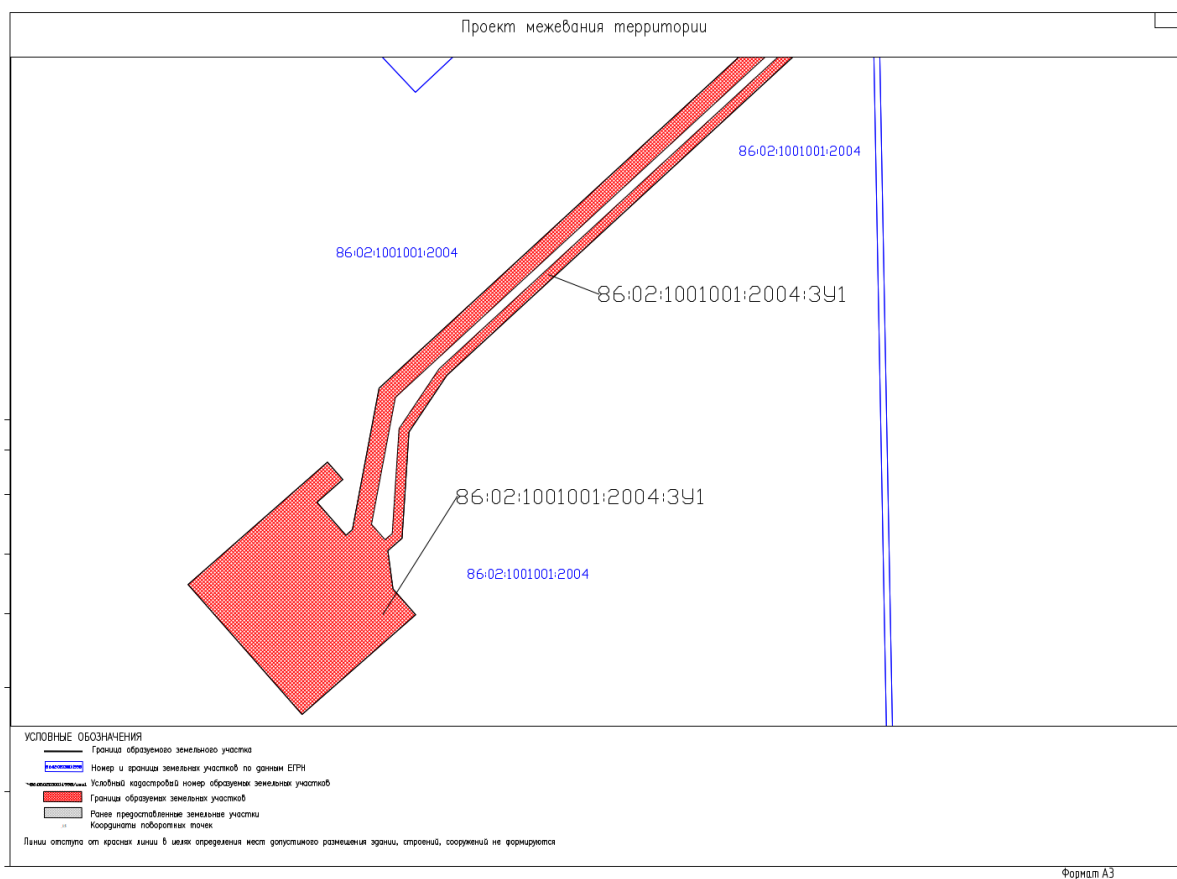 Проект межевания территории
86:02:1001001:2004
86:02:1001001:2004
86:02:1001001:2004:ЗУ1
86:02:1001001:2004:ЗУ1
86:02:1001001:2004
УСЛОВНЫЕ ОБОЗНАЧЕНИЯ
Граница образуемого земельного участка
Номер и границы земельных участков по данным ЕГРН
Условный кадастровый номер образуемых земельных участков
Границы образуемых земельных участков
Ранее предоставленные земельные участки
Координаты поворотных точек
Линии отступа от красных линии в целях определения мест допустимого размещения здании, строений, сооружений не формируются
Формат А3